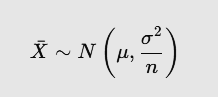 X̄ ~ N(μ, σ²/n)